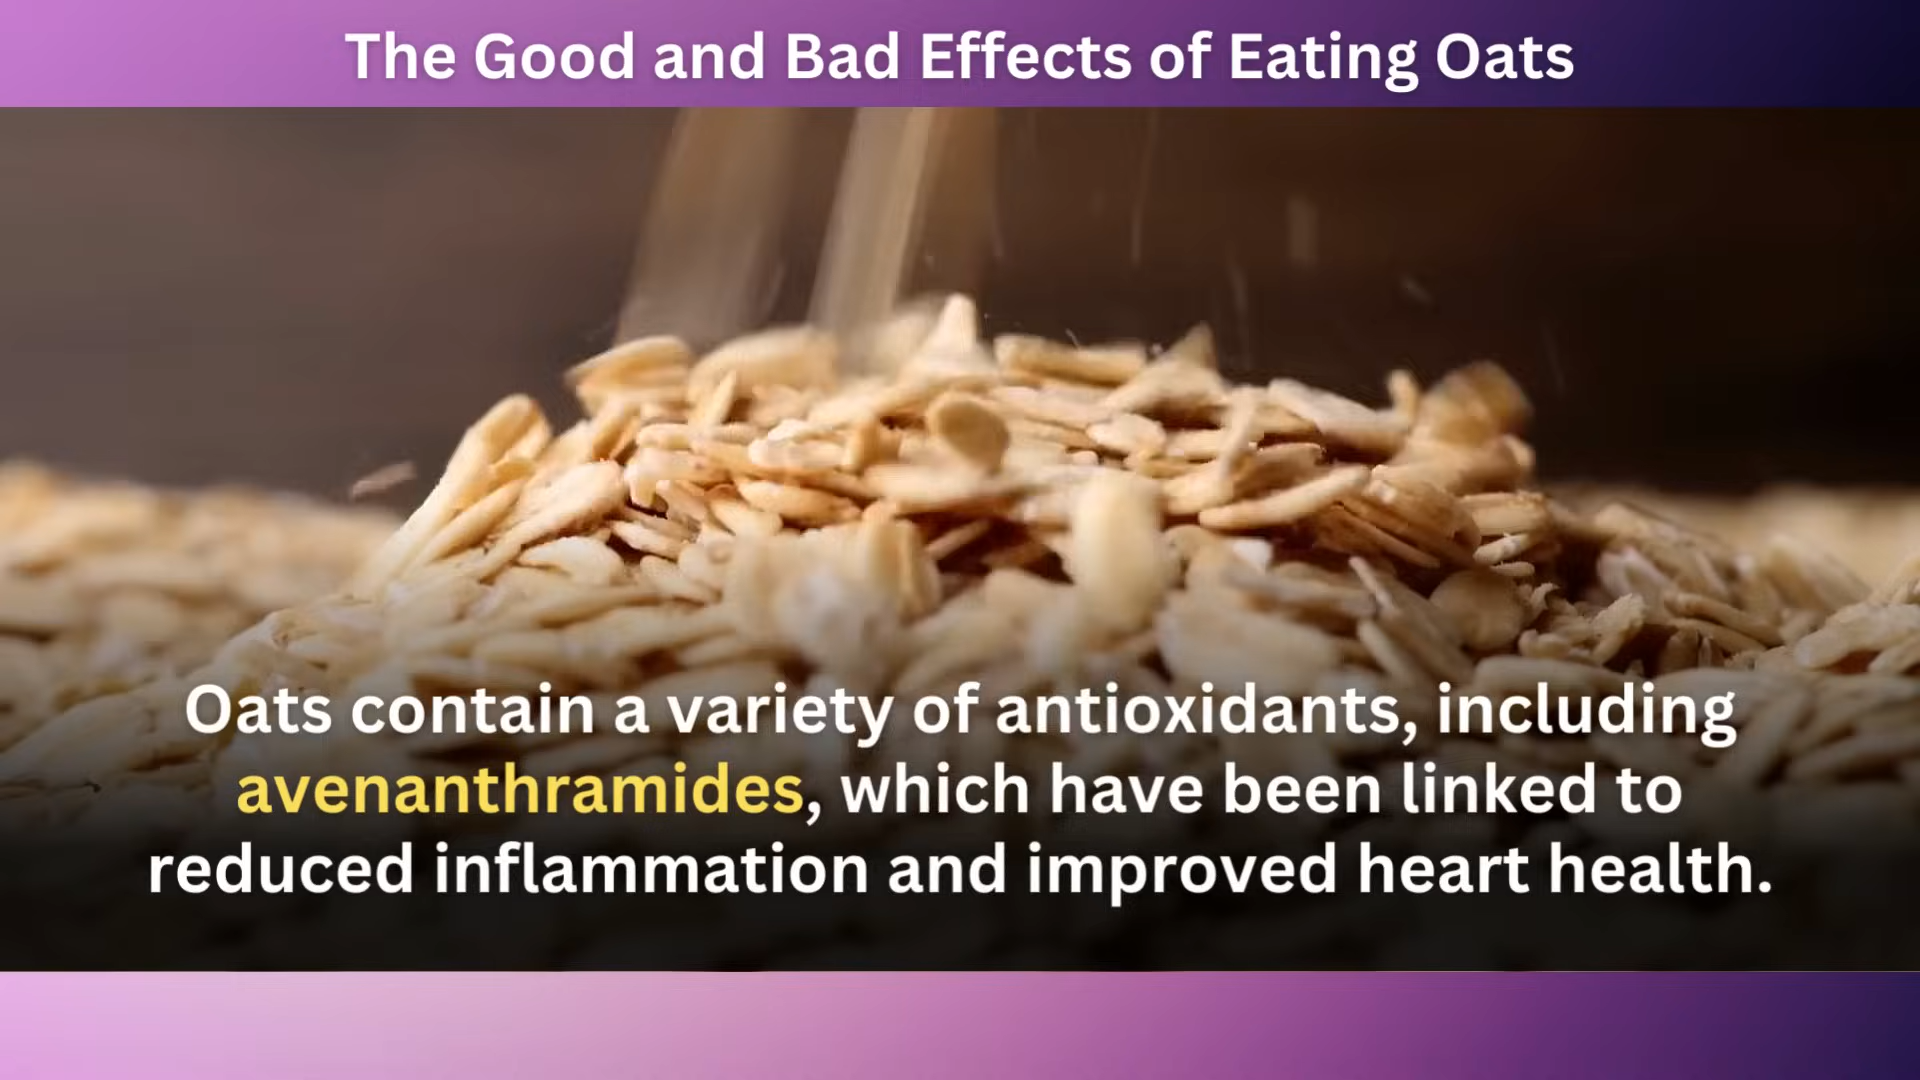 The Good and Bad Effects of Eating Oats
Oats contain a variety of antioxidants, including
avenanthramides, which have been linked to
reduced inflammation and improved heart health.